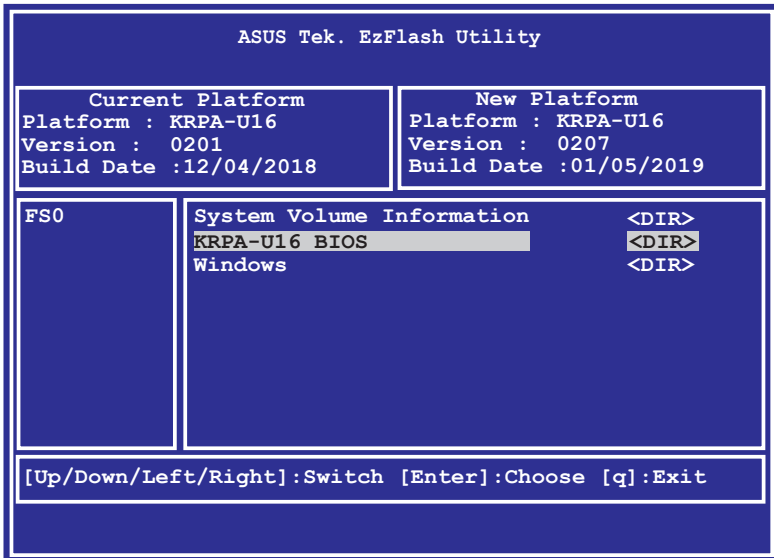 ASUS Tek. EzFlash Utility
Current Platform
Platform : KRPA-U16
Version : 0201
Build Date :12/04/2018
New Platform
Platform : KRPA-U16
Version : 0207
Build Date :01/05/2019
FS0
System Volume Information <DIR>
KRPA-U16 BIOS <DIR>
Windows <DIR>
[Up/Down/Left/Right]:Switch [Enter]:Choose [q]:Exit